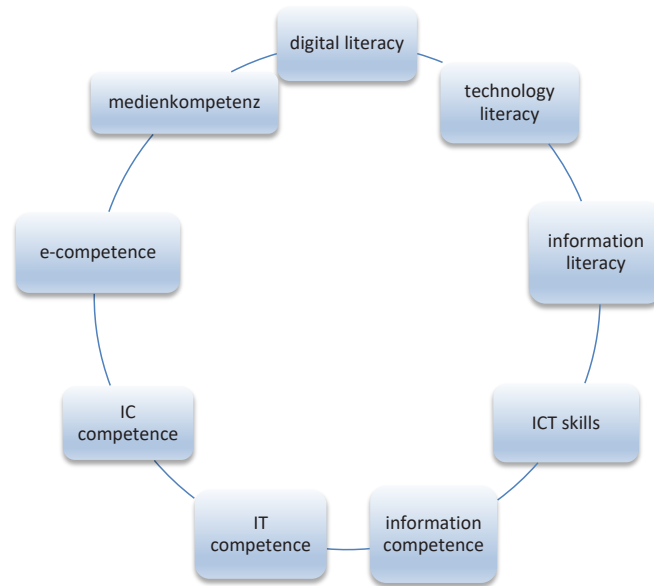 digital literacy
technology
literacy
information
literacy
ICT skills
information
competence
IT
competence
IC
competence
e-competence
medienkompetenz